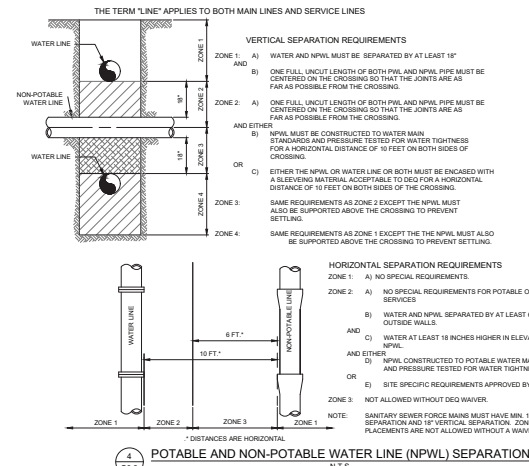 THE TERM "LINE" APPLIES TO BOTH MAIN LINES AND SERVICE LINES
WATER LINE
NON-POTABLE
WATER LINE
WATER LINE
18"
18"
ZONE 1
ZONE 2
ZONE 3
ZONE 4
VERTICAL SEPARATION REQUIREMENTS
ZONE 1: A) WATER AND NPWL MUST BE SEPARATED BY AT LEAST 18"
AND
B) ONE FULL, UNCUT LENGTH OF BOTH PWL AND NPWL PIPE MUST BE
CENTERED ON THE CROSSING SO THAT THE JOINTS ARE AS
FAR AS POSSIBLE FROM THE CROSSING.
ZONE 2: A) ONE FULL, UNCUT LENGTH OF BOTH PWL AND NPWL PIPE MUST BE
CENTERED ON THE CROSSING SO THAT THE JOINTS ARE AS
FAR AS POSSIBLE FROM THE CROSSING.
AND EITHER
B) NPWL MUST BE CONSTRUCTED TO WATER MAIN
STANDARDS AND PRESSURE TESTED FOR WATER TIGHTNESS
FOR A HORIZONTAL DISTANCE OF 10 FEET ON BOTH SIDES OF
CROSSING.
OR
C) EITHER THE NPWL OR WATER LINE OR BOTH MUST BE ENCASED WITH
A SLEEVING MATERIAL ACCEPTABLE TO DEQ FOR A HORIZONTAL
DISTANCE OF 10 FEET ON BOTH SIDES OF THE CROSSING.
ZONE 3: SAME REQUIREMENTS AS ZONE 2 EXCEPT THE NPWL MUST
ALSO BE SUPPORTED ABOVE THE CROSSING TO PREVENT
SETTLING.
ZONE 4: SAME REQUIREMENTS AS ZONE 1 EXCEPT THE THE NPWL MUST ALSO
BE SUPPORTED ABOVE THE CROSSING TO PREVENT SETTLING.
WATER LINE
NON-POTABLE LINE
6 FT.*
10 FT.*
ZONE 1
ZONE 2
ZONE 3
ZONE 1
.* DISTANCES ARE HORIZONTAL
HORIZONTAL SEPARATION REQUIREMENTS
ZONE 1: A) NO SPECIAL REQUIREMENTS.
ZONE 2: A) NO SPECIAL REQUIREMENTS FOR POTABLE O
SERVICES
B) WATER AND NPWL SEPARATED BY AT LEAST
OUTSIDE WALLS.
AND
C) WATER AT LEAST 18 INCHES HIGHER IN ELEVA
NPWL.
AND EITHER
D) NPWL CONSTRUCTED TO POTABLE WATER MA
AND PRESSURE TESTED FOR WATER TIGHTN
OR
E) SITE SPECIFIC REQUIREMENTS APPROVED BY
ZONE 3: NOT ALLOWED WITHOUT DEQ WAIVER.
NOTE: SANITARY SEWER FORCE MAINS MUST HAVE MIN. 1
SEPARATION AND 18" VERTICAL SEPARATION. ZON
PLACEMENTS ARE NOT ALLOWED WITHOUT A WAIV
4
POTABLE AND NON-POTABLE WATER LINE (NPWL) SEPARATION
N.T.S.